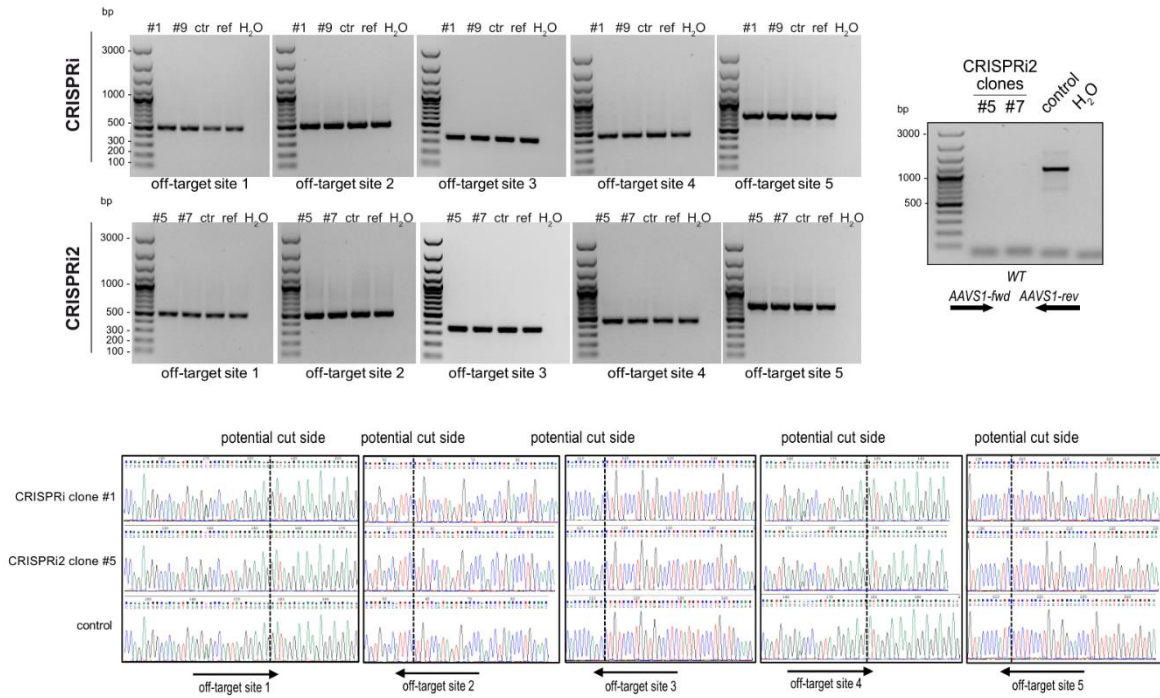 bp
#1 #9 ctr ref H2O
#1 #9 ctr ref H2O
#1 #9 ctr ref H2O
#1 #9 ctr ref H2O
#1 #9 ctr ref H2O
CRISPRi
3000
1000
500
300
200
100
off-target site 1
off-target site 2
off-target site 3
off-target site 4
off-target site 5
bp
#5 #7 ctr ref H2O
#5 #7 ctr ref H2O
#5 #7 ctr ref H2O
#5 #7 ctr ref H2O
#5 #7 ctr ref H2O
CRISPRi2
3000
1000
500
300
200
100
off-target site 1
off-target site 2
off-target site 3
off-target site 4
off-target site 5
CRISPRi2
clones
#5 #7 control H2O
bp
3000
1000
500
WT
AAVS1-fwd AAVS1-rev
potential cut side
potential cut side
potential cut side
potential cut side
potential cut side
CRISPRi clone #1
CRISPRi2 clone #5
control
off-target site 1
off-target site 2
off-target site 3
off-target site 4
off-target site 5